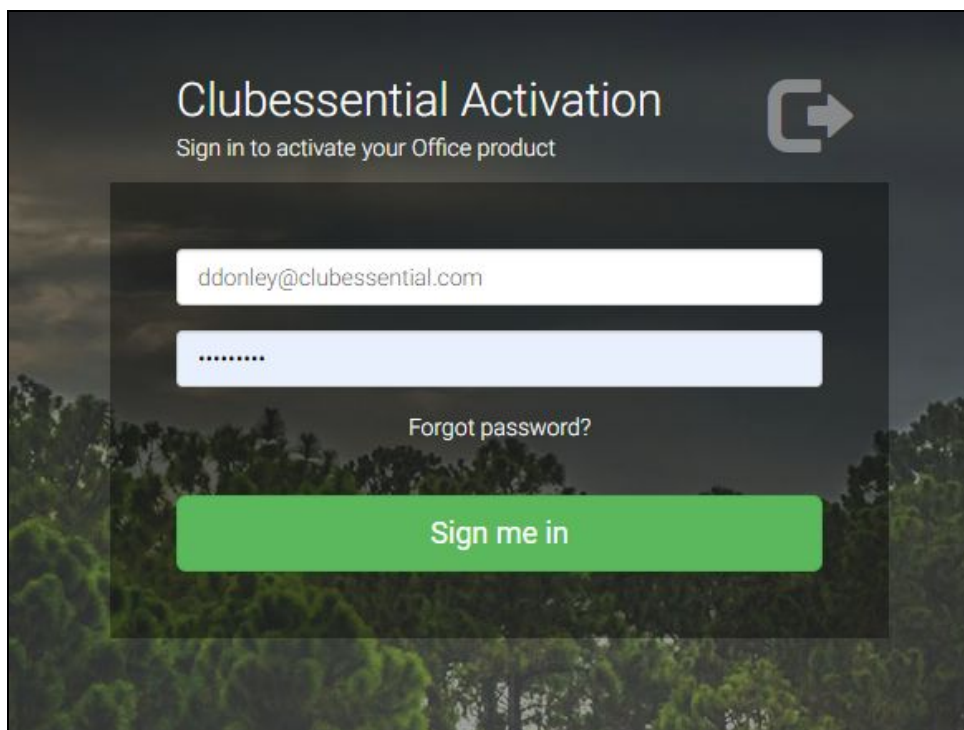 Clubessential Activation
Sign in to activate your Office product
ddonley@clubessential.com
•••••••••
Forgot password?
Sign me in